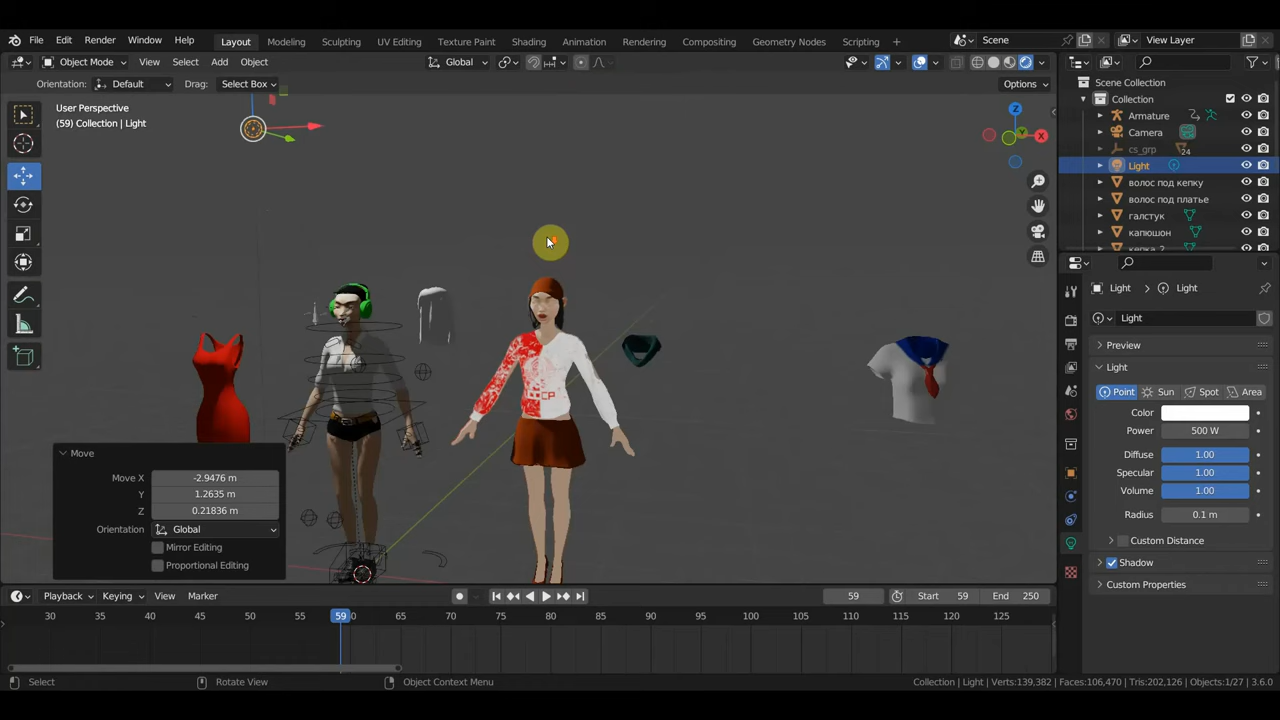 File Edit Render Window Help Layout Modeling Sculpting UV Editing Texture Paint Shading Animation Rendering Compositing Geometry Nodes Scripting + Scene View Layer
Object Mode View Select Add Object Global
Orientation: Default Drag: Select Box Options
User Perspective
(59) Collection | Light
Z
Y
X
Scene Collection
Collection
Armature
Camera
cs_grp 24
Light
волос под кепку
волос под платье
галстук
капюшон
Light Light
Light
Preview
Light
Point Sun Spot Area
Color
Power 500 W
Diffuse 1.00
Specular 1.00
Volume 1.00
Radius 0.1 m
Custom Distance
Shadow
Custom Properties
Move
Move X -2.9476 m
Y 1.2635 m
Z 0.21836 m
Orientation Global
Mirror Editing
Proportional Editing
Playback Keying View Marker 59 Start 59 End 250
30 35 40 45 50 55 59 60 65 70 75 80 85 90 95 100 105 110 115 120 125
Select Rotate View Object Context Menu Collection | Light | Verts:139,382 | Faces:106,470 | Tris:202,126 | Objects:1/27 | 3.6.0